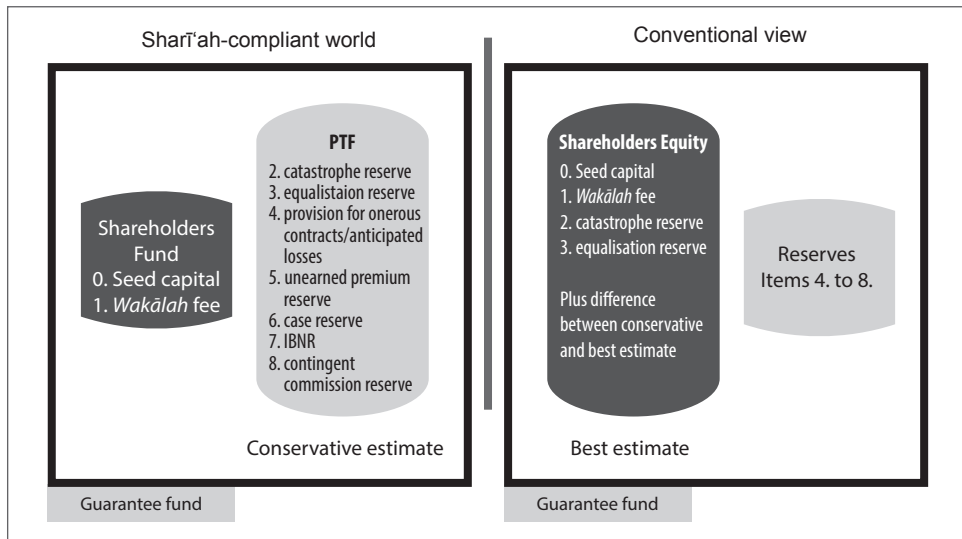 Sharī‘ah-compliant world
Shareholders
Fund
0. Seed capital
1. Wakālah fee
PTF
2. catastrophe reserve
3. equalistaion reserve
4. provision for onerous
contracts/anticipated
losses
5. unearned premium
reserve
6. case reserve
7. IBNR
8. contingent
commission reserve
Conservative estimate
Guarantee fund
Conventional view
Shareholders Equity
0. Seed capital
1. Wakālah fee
2. catastrophe reserve
3. equalisation reserve
Plus difference
between conservative
and best estimate
Reserves
Items 4. to 8.
Best estimate
Guarantee fund